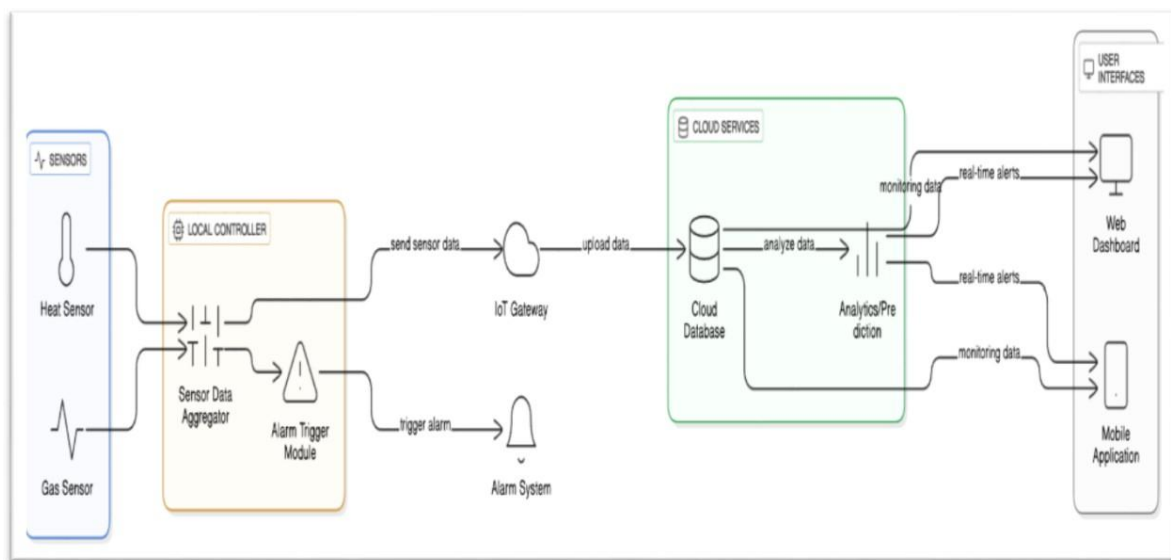 SENSORS
Heat Sensor
Gas Sensor
LOCAL CONTROLLER
Sensor Data
Aggregator
Alarm Trigger
Module
send sensor data
trigger alarm
IoT Gateway
Alarm System
upload data
CLOUD SERVICES
Cloud
Database
analyze data
Analytics/Pre
diction
monitoring data
real-time alerts
real-time alerts
monitoring data
USER
INTERFACES
Web
Dashboard
Mobile
Application